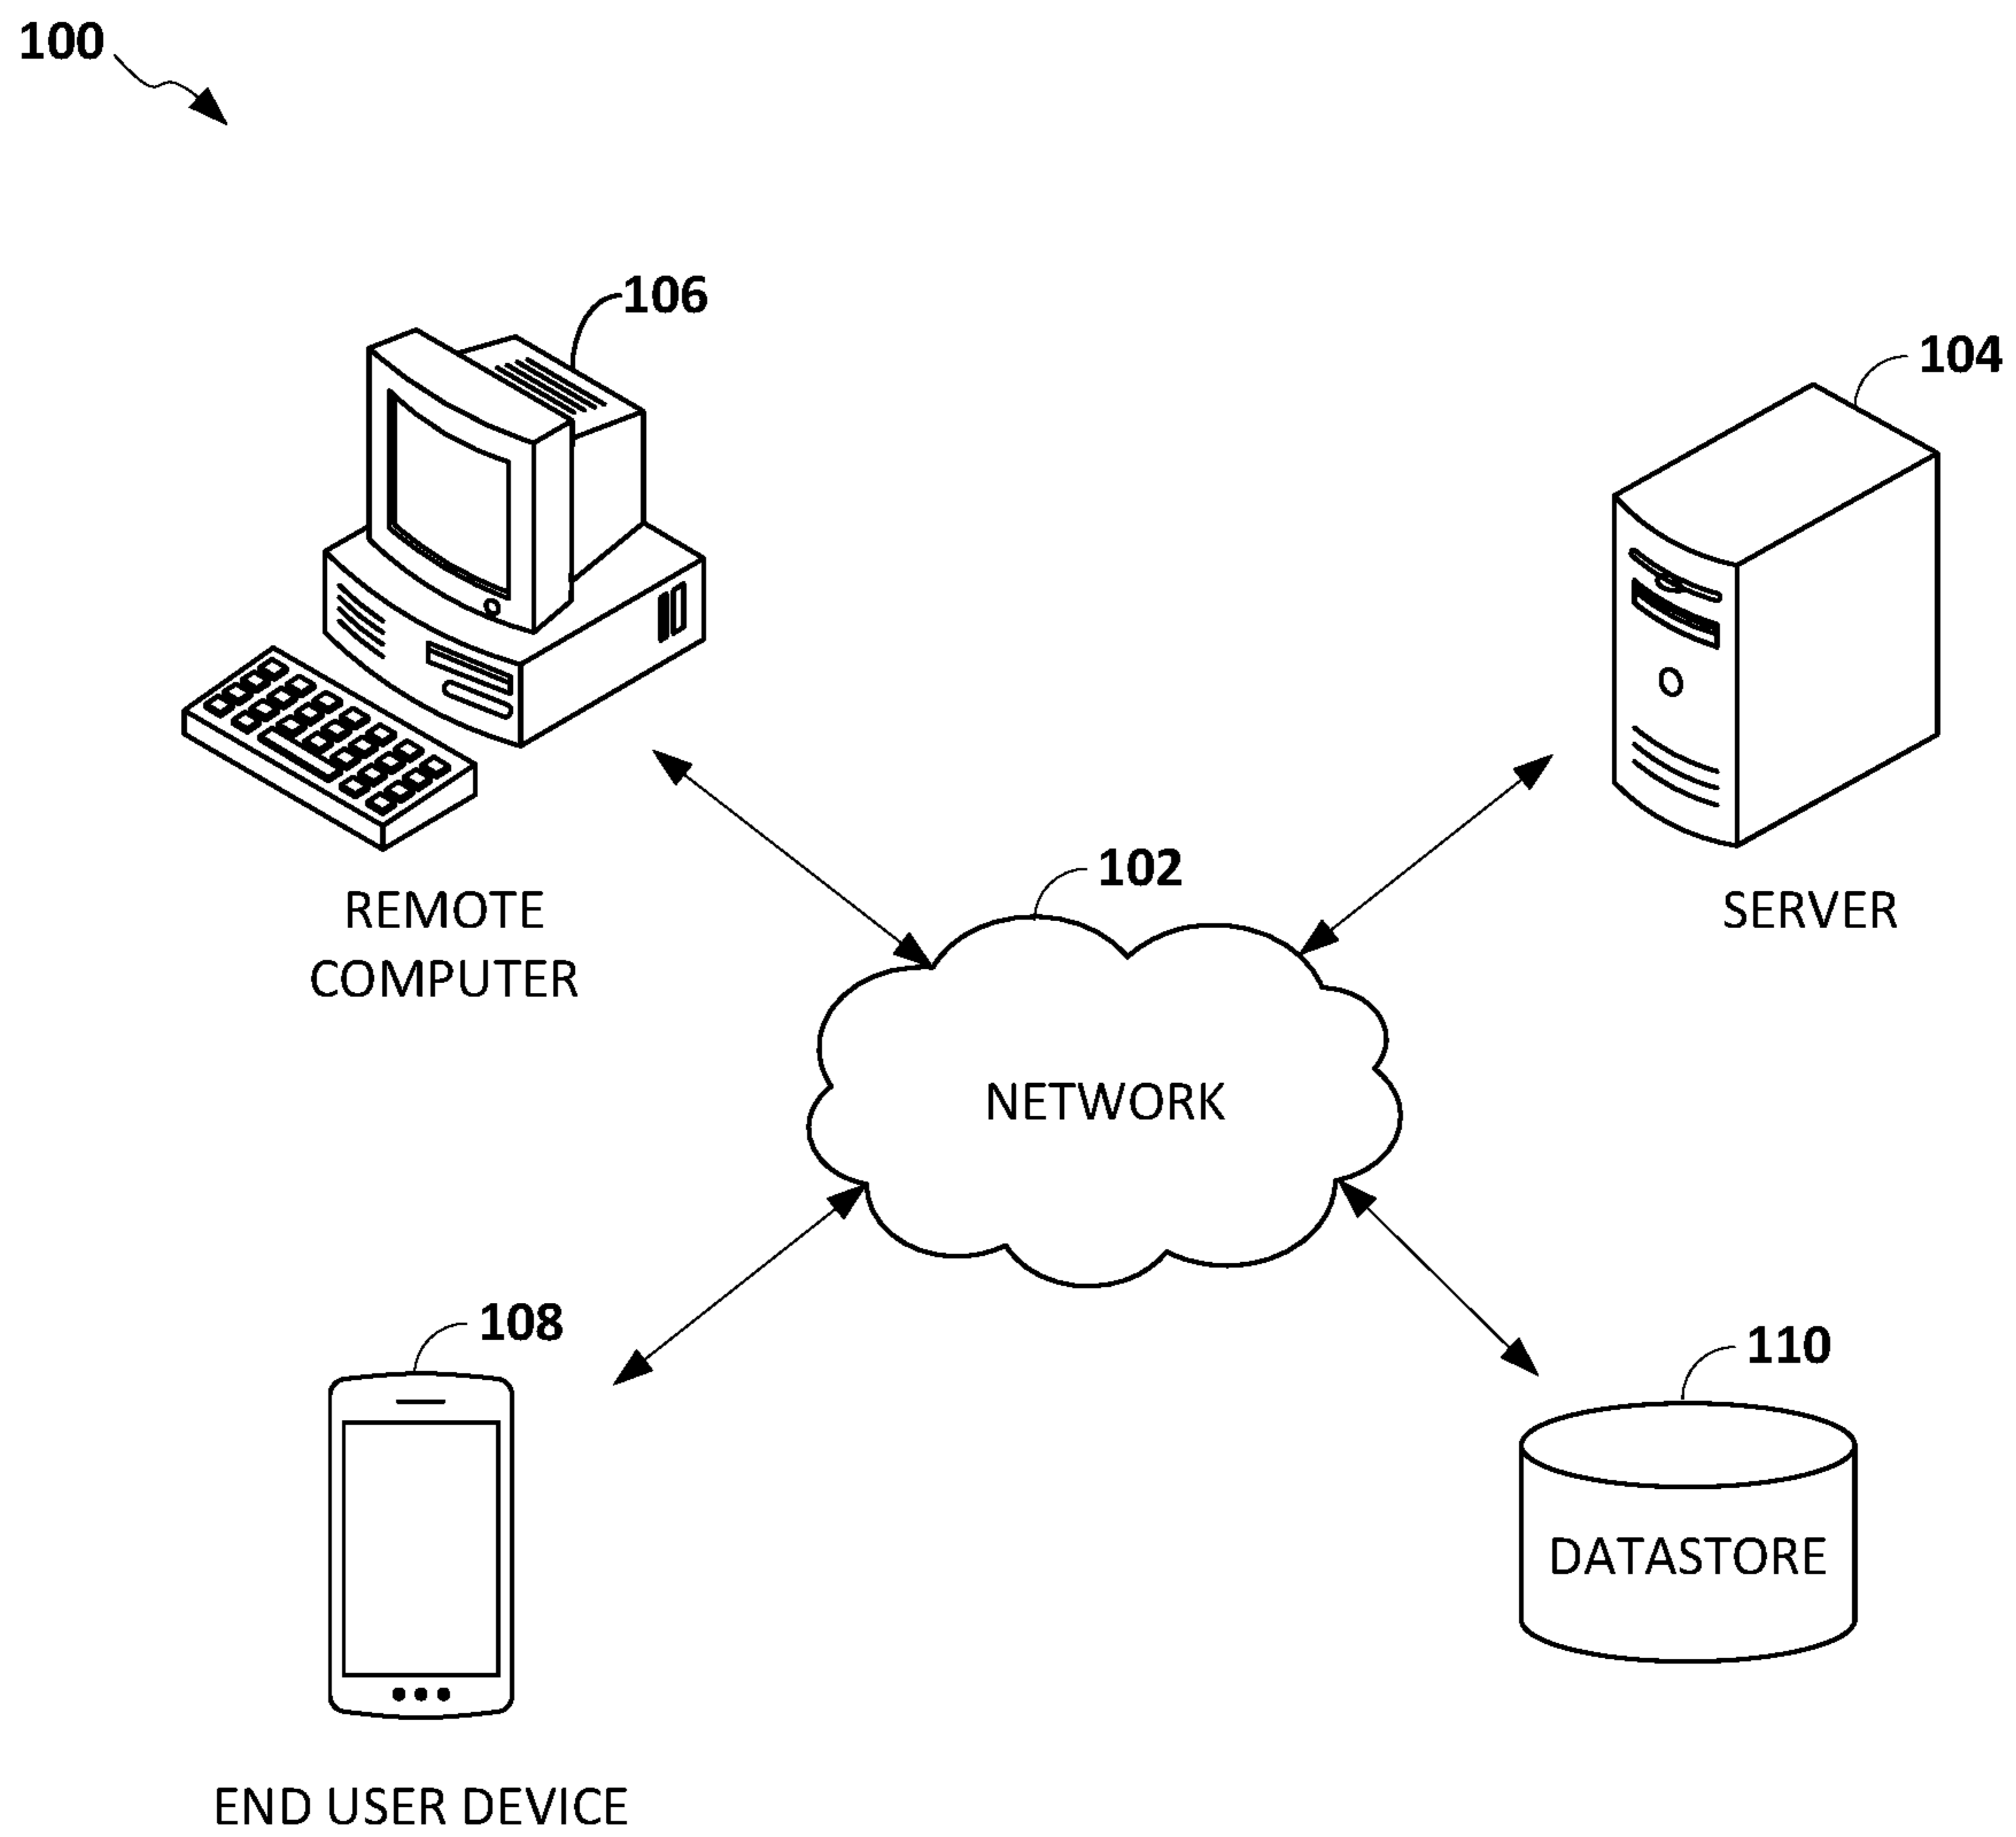 100
106
104
REMOTE
COMPUTER
SERVER
102
NETWORK
108
110
DATASTORE
END USER DEVICE